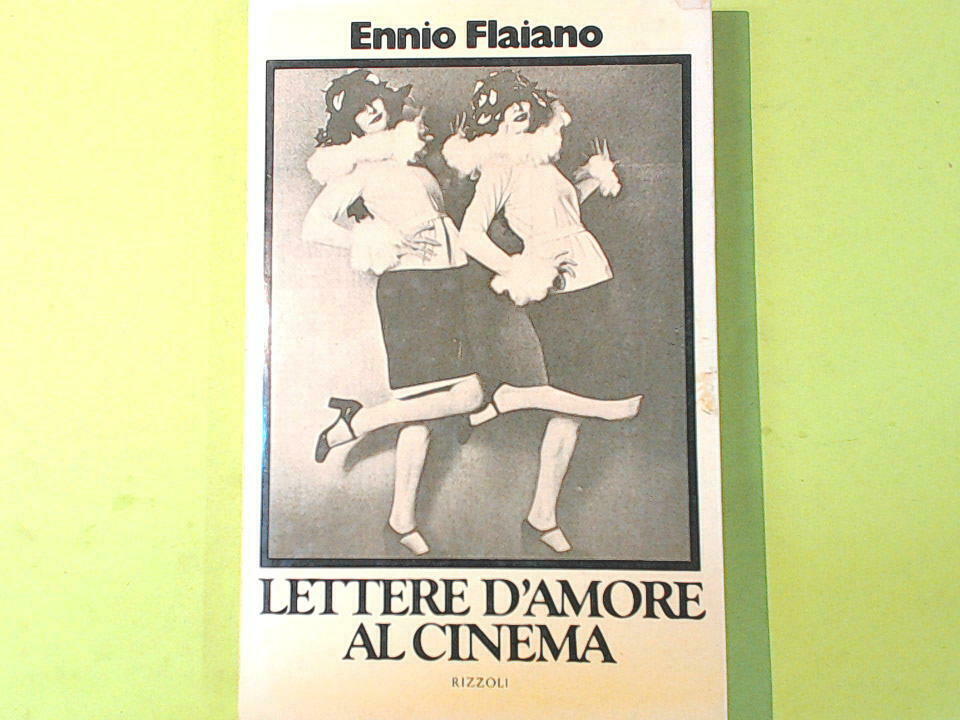 Ennio Flaiano
LETTERE D'AMORE
AL CINEMA
RIZZOLI